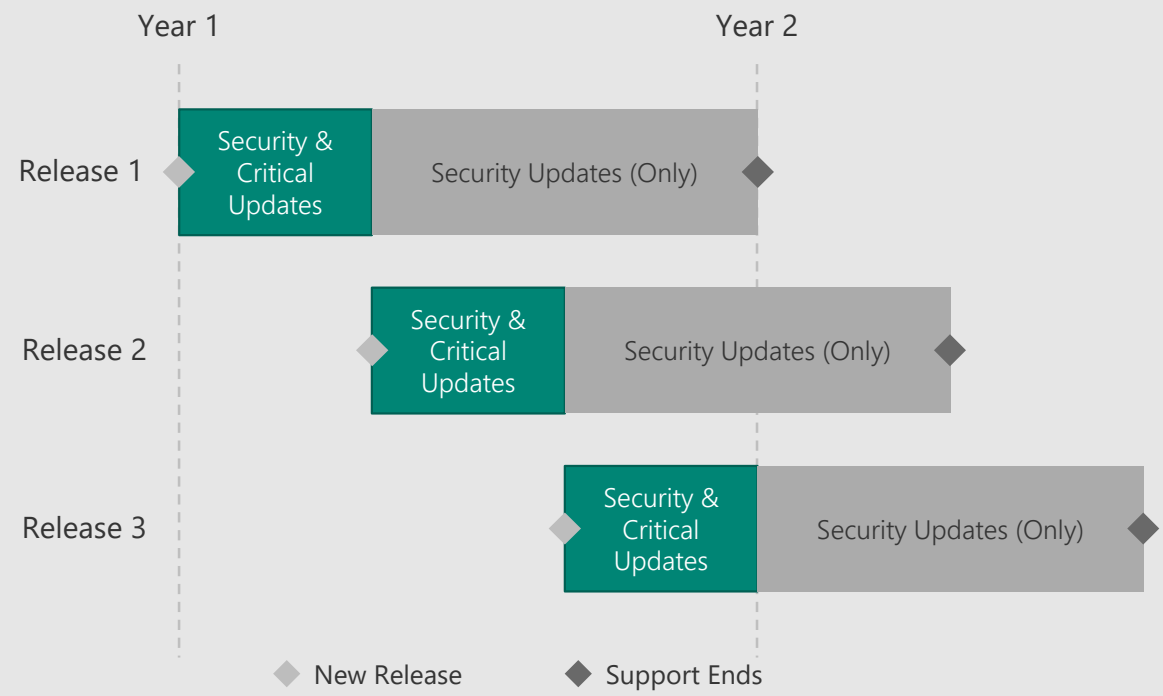 Year 1
Year 2
Release 1
Security &
Critical
Updates
Security Updates (Only)
Release 2
Security &
Critical
Updates
Security Updates (Only)
Release 3
Security &
Critical
Updates
Security Updates (Only)
New Release
Support Ends